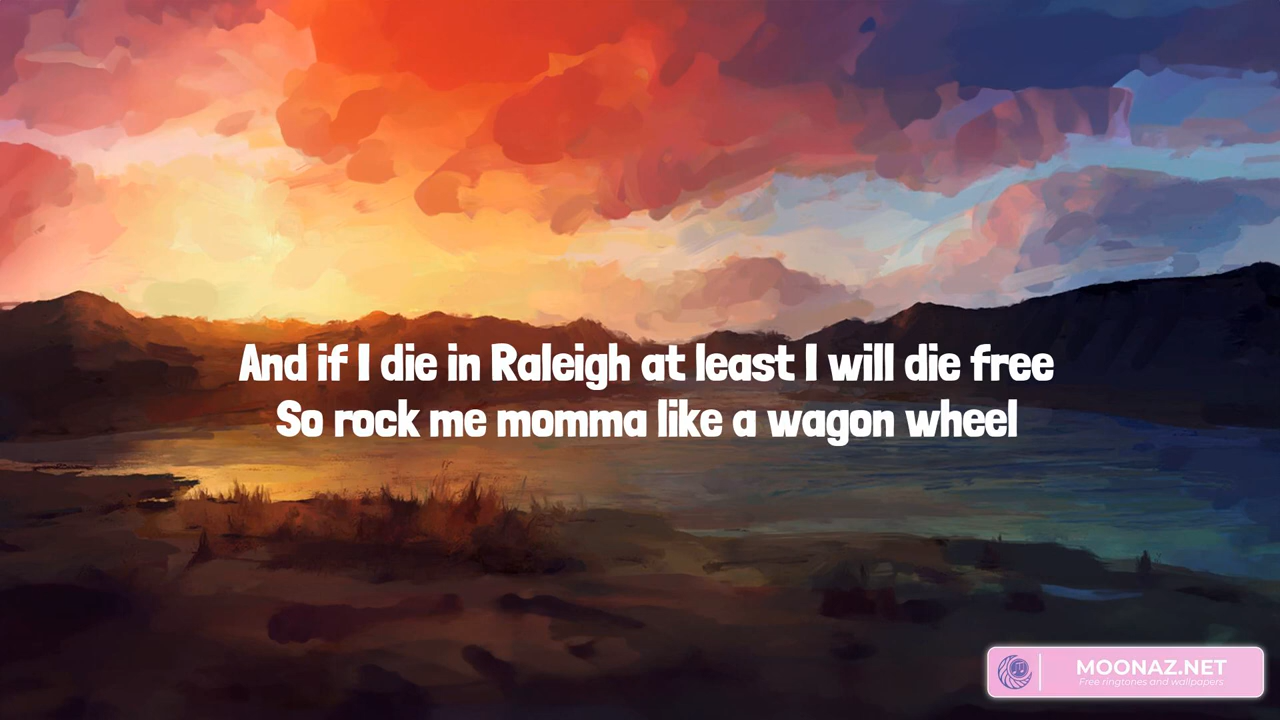 And if I die in Raleigh at least I will die free
So rock me momma like a wagon wheel
MOONAZ.NET
Free ringtones and wallpapers